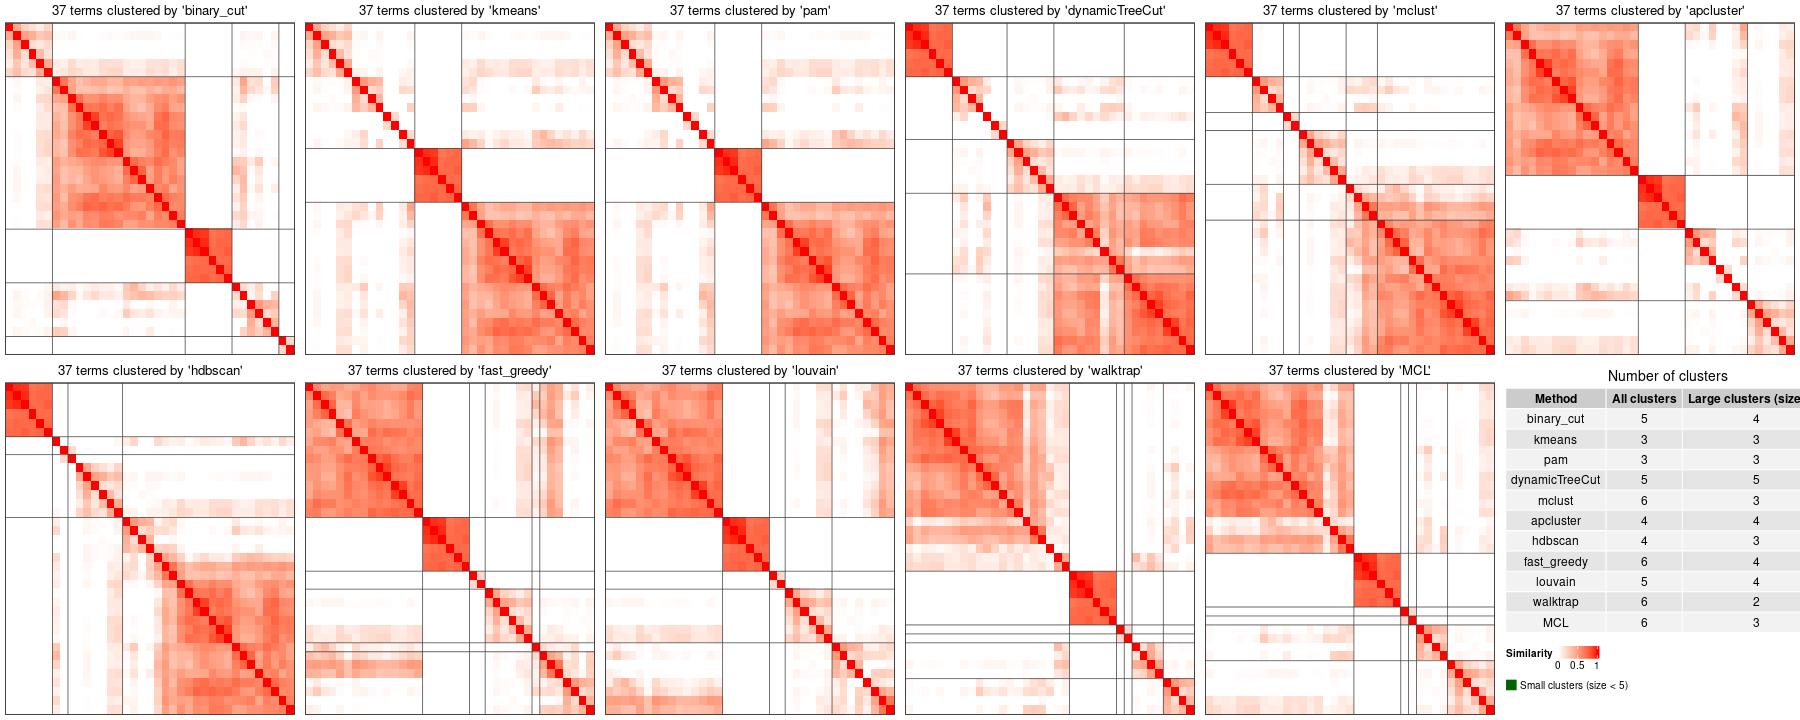 37 terms clustered by 'binary_cut'
37 terms clustered by 'kmeans'
37 terms clustered by 'pam'
37 terms clustered by 'dynamicTreeCut'
37 terms clustered by 'mclust'
37 terms clustered by 'apcluster'
37 terms clustered by 'hdbscan'
37 terms clustered by 'fast_greedy'
37 terms clustered by 'louvain'
37 terms clustered by 'walktrap'
37 terms clustered by 'MCL'
Number of clusters
Method All clusters Large clusters (size
binary_cut 5 4
kmeans 3 3
pam 3 3
dynamicTreeCut 5 5
mclust 6 3
apcluster 4 4
hdbscan 4 3
fast_greedy 6 4
louvain 5 4
walktrap 6 2
MCL 6 3
Similarity
0 0.5 1
Small clusters (size < 5)